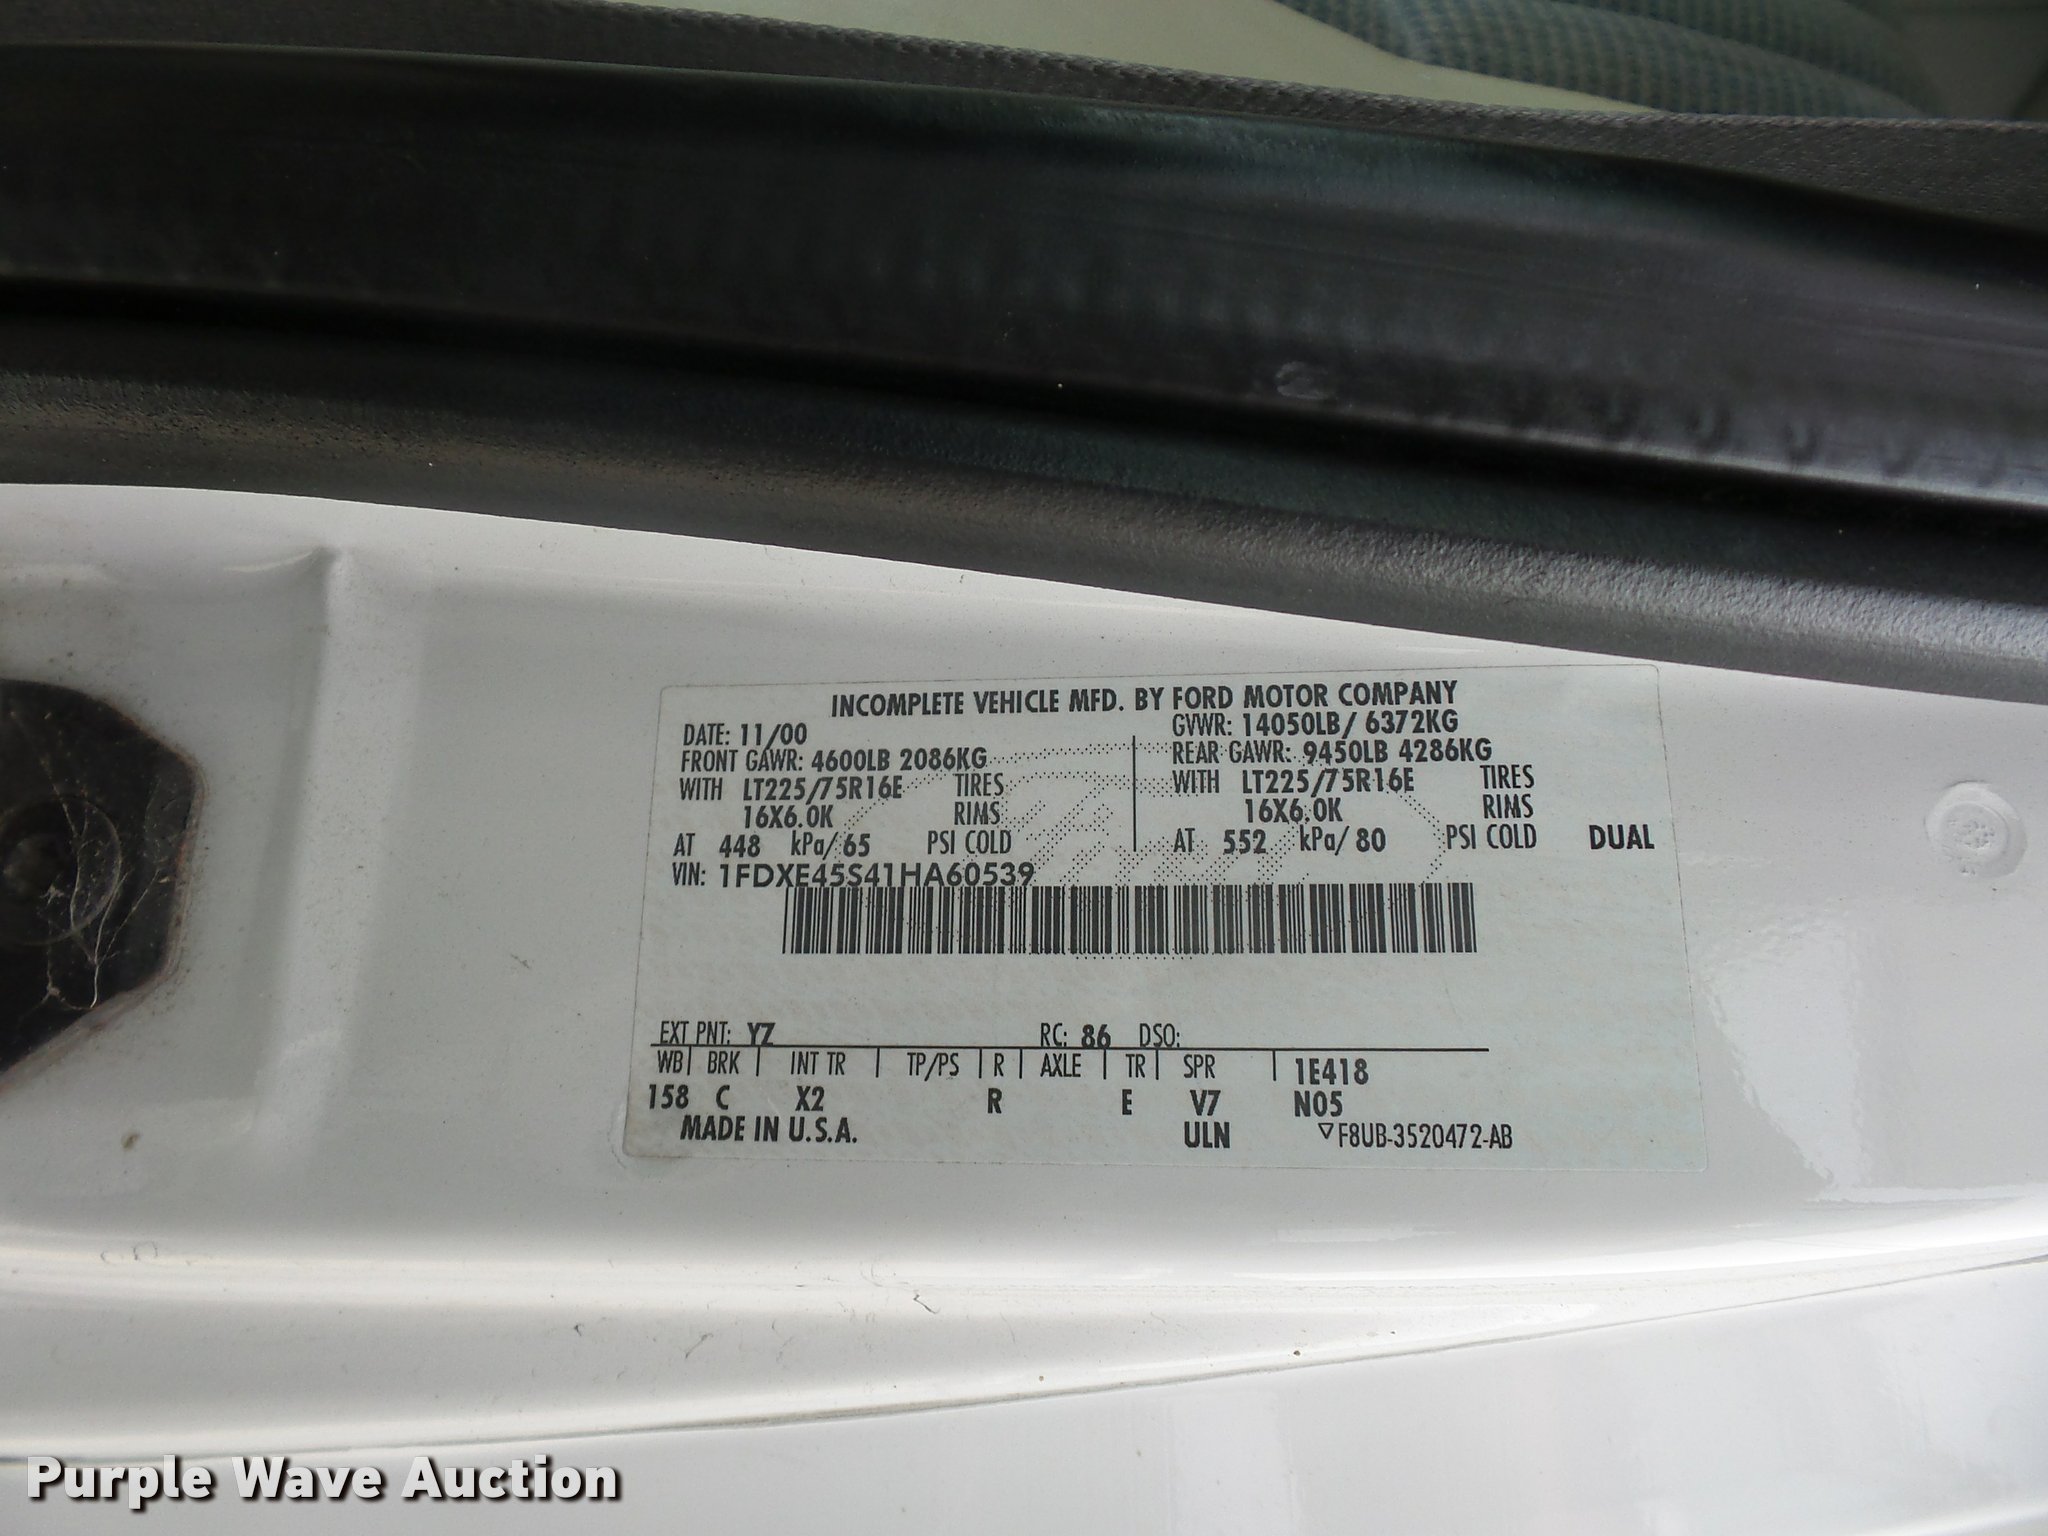 INCOMPLETE VEHICLE MFD. BY FORD MOTOR COMPANY
DATE: 11/00 GVWR: 14050LB/ 6372KG
FRONT GAWR: 4600LB 2086KG REAR GAWR: 9450LB 4286KG
WITH LT225/75R16E TIRES WITH LT225/75R16E TIRES
16X6.0K RIMS 16X6.0K RIMS
AT 448 kPa/ 65 PSI COLD AT 552 kPa/ 80 PSI COLD DUAL
VIN: 1FDXE45S41HA60539
EXT PNT: YZ RC: 86 DSO:
WB BRK INT TR TP/PS R AXLE TR SPR 1E418
158 C X2 R E V7 N05
MADE IN U.S.A. ULN ▽F8UB-3520472-AB
Purple Wave Auction